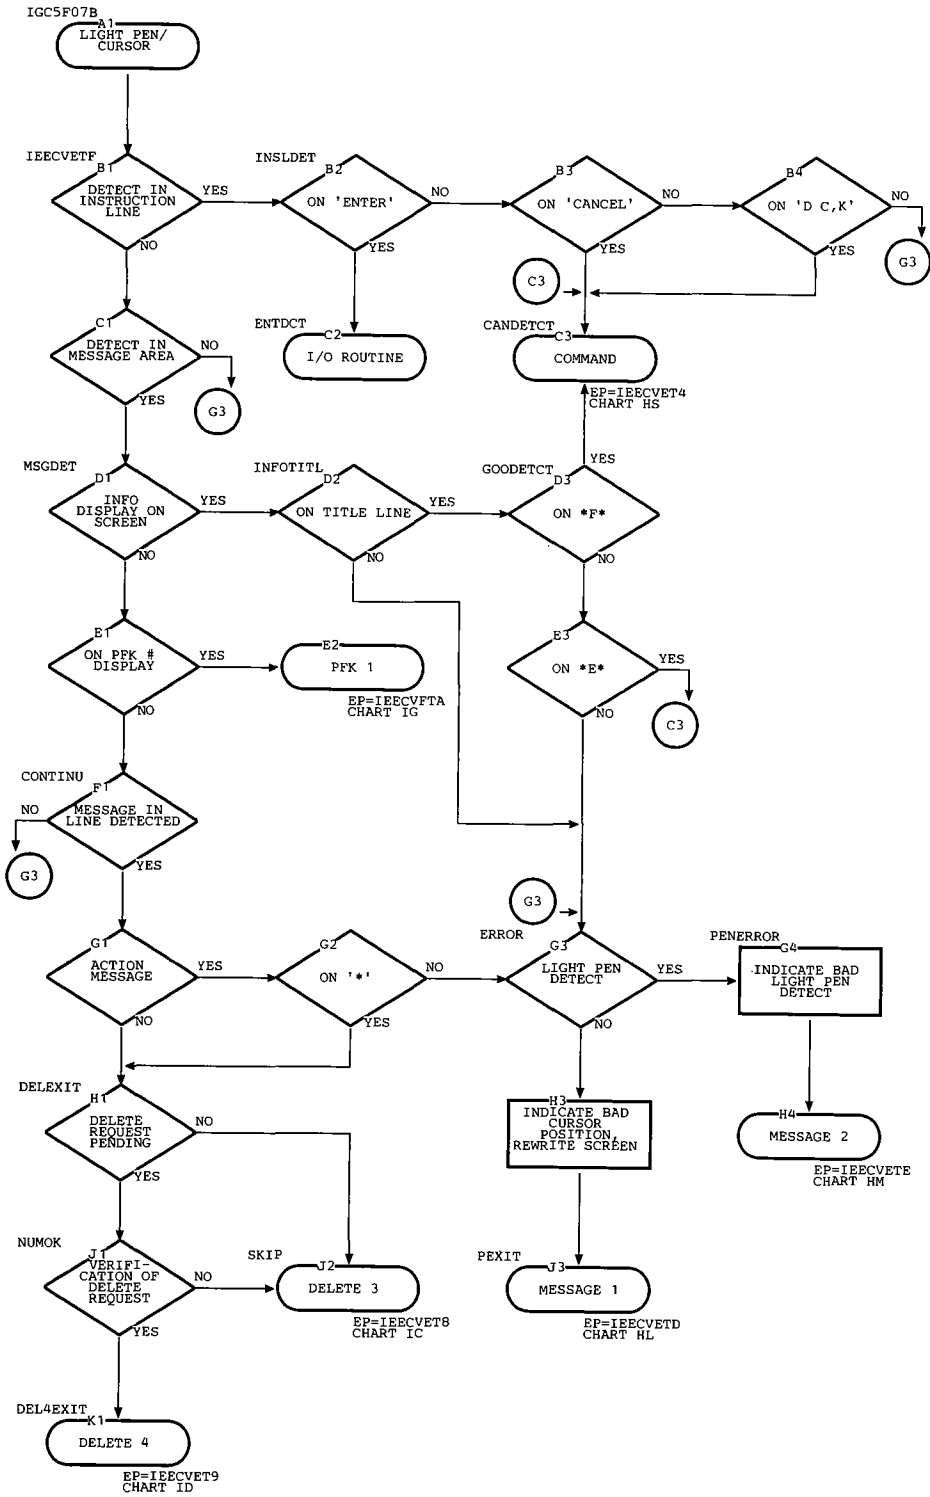 IGC5F07B
A1
LIGHT PEN/
CURSOR
IEECVETF
B1
DETECT IN
INSTRUCTION
LINE
YES
NO
INSLDET
B2
ON 'ENTER'
NO
YES
B3
ON 'CANCEL'
NO
YES
B4
ON 'D C,K'
NO
YES
G3
C3
C1
DETECT IN
MESSAGE AREA
NO
YES
G3
ENTDCT
C2
I/O ROUTINE
CANDETCT
C3
COMMAND
EP=IEECVET4
CHART HS
MSGDET
D1
INFO
DISPLAY ON
SCREEN
YES
NO
INFOTITL
D2
ON TITLE LINE
YES
NO
GOODETCT
D3
ON *F*
YES
NO
E1
ON PFK #
DISPLAY
YES
NO
E2
PFK 1
EP=IEECVFTA
CHART IG
E3
ON *E*
YES
NO
C3
CONTINU
F1
MESSAGE IN
LINE DETECTED
NO
YES
G3
G3
G1
ACTION
MESSAGE
YES
NO
G2
ON '*'
NO
YES
ERROR
G3
LIGHT PEN
DETECT
YES
NO
PENERROR
G4
INDICATE BAD
LIGHT PEN
DETECT
DELEXIT
H1
DELETE
REQUEST
PENDING
NO
YES
H3
INDICATE BAD
CURSOR
POSITION,
REWRITE SCREEN
H4
MESSAGE 2
EP=IEECVETE
CHART HM
NUMOK
J1
VERIFI-
CATION OF
DELETE
REQUEST
NO
YES
SKIP
J2
DELETE 3
EP=IEECVET8
CHART IC
PEXIT
J3
MESSAGE 1
EP=IEECVETD
CHART HL
DEL4EXIT
K1
DELETE 4
EP=IEECVET9
CHART ID